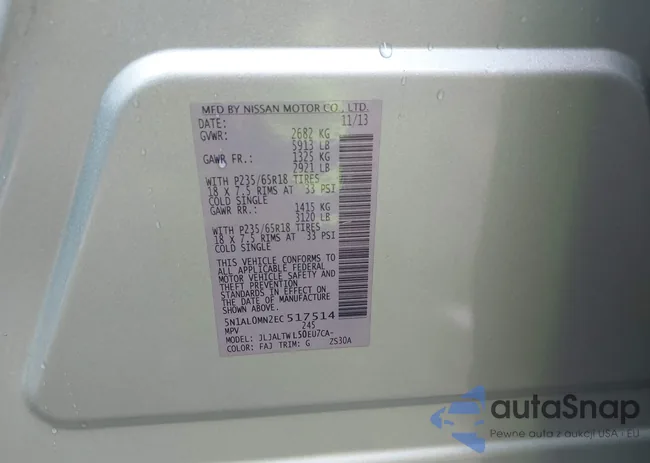 MFD BY NISSAN MOTOR CO., LTD.
DATE: 11/13
GVWR: 2682 KG
5913 LB
GAWR FR.: 1325 KG
2921 LB
WITH P235/65R18 TIRES
18 X 7.5 RIMS AT 33 PSI
COLD SINGLE
GAWR RR.: 1415 KG
3120 LB
WITH P235/65R18 TIRES
18 X 7.5 RIMS AT 33 PSI
COLD SINGLE
THIS VEHICLE CONFORMS TO
ALL APPLICABLE FEDERAL
MOTOR VEHICLE SAFETY AND
THEFT PREVENTION
STANDARDS IN EFFECT ON
THE DATE OF MANUFACTURE
SHOWN ABOVE.
5N1AL0MN2EC517514
MPV 245
MODEL: JLJALTWL50EU7CA-
COLOR: FAJ TRIM: G ZS30A
autaSnap
Pewne auta z aukcji USA i EU